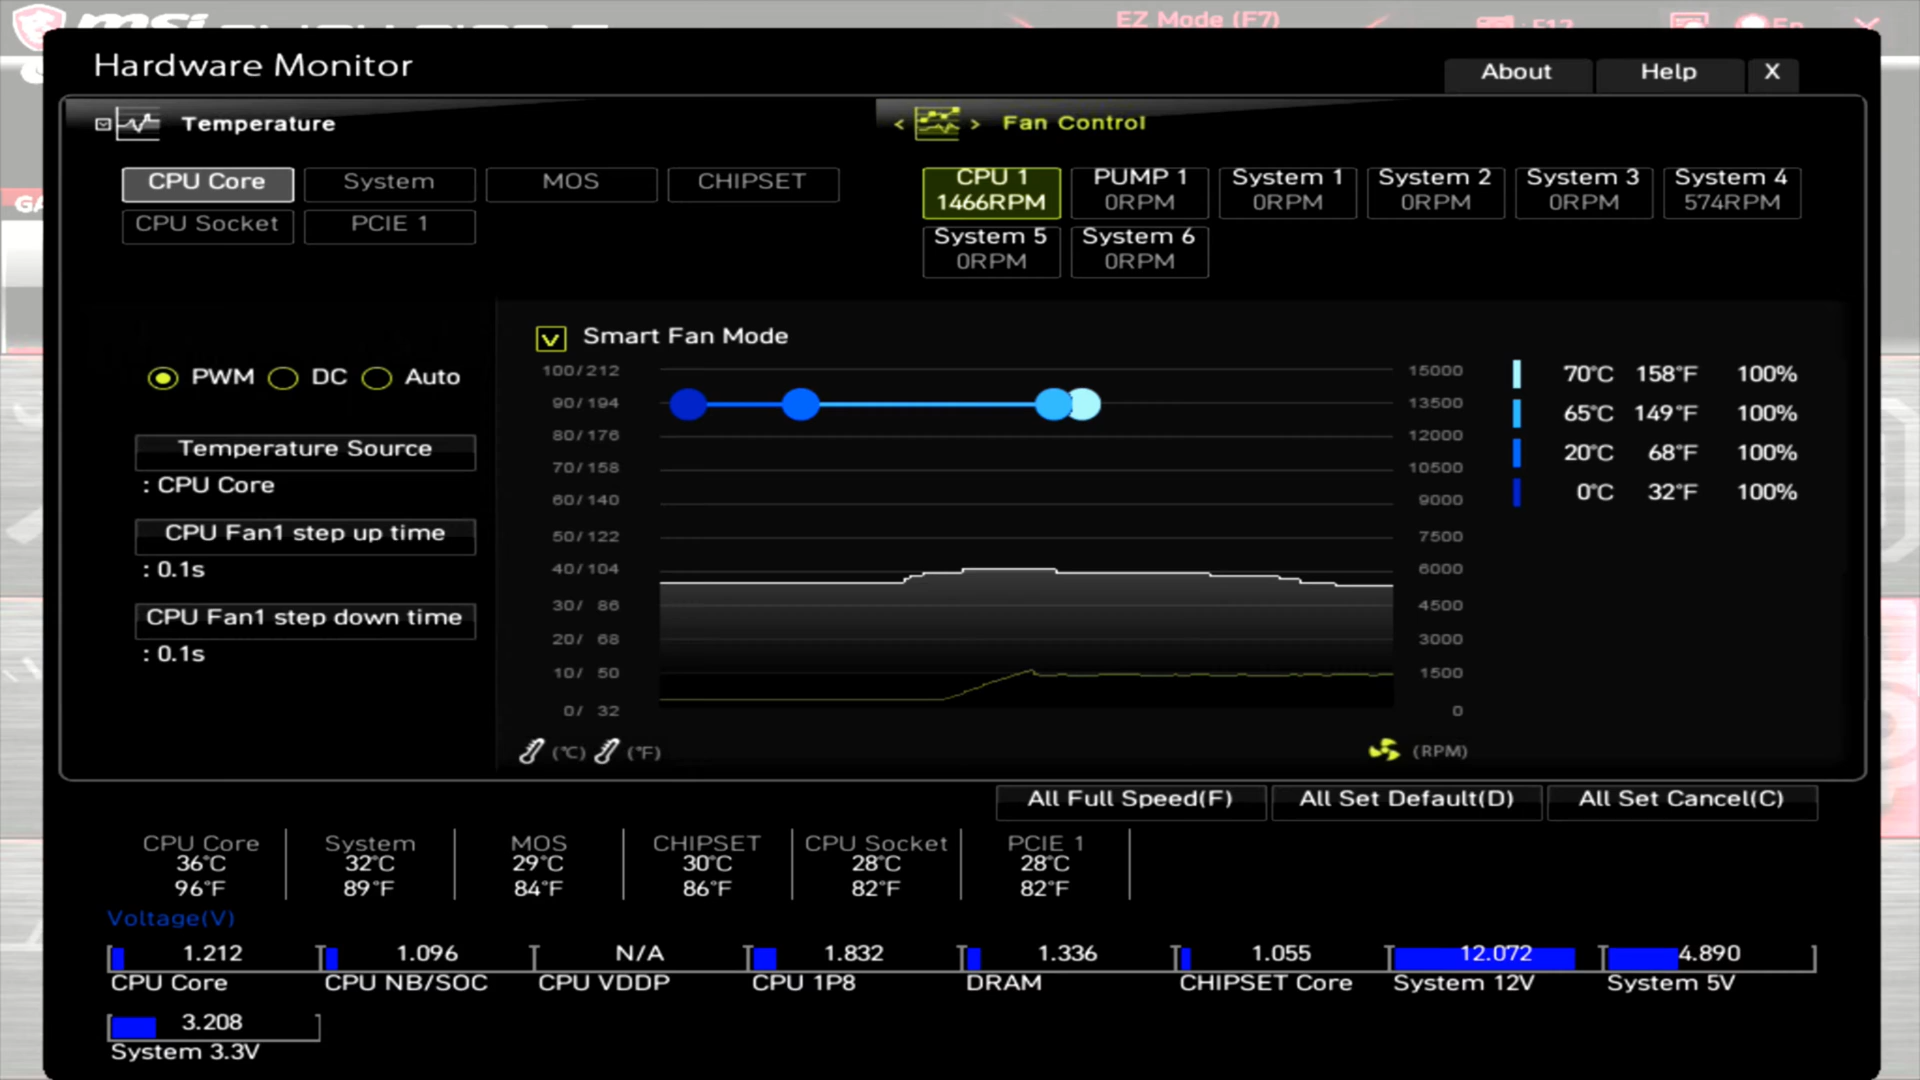 EZ Mode (F7)
Hardware Monitor
About
Help
X
Temperature
< > Fan Control
CPU Core
System
MOS
CHIPSET
CPU Socket
PCIE 1
CPU 1
1466RPM
PUMP 1
0RPM
System 1
0RPM
System 2
0RPM
System 3
0RPM
System 4
574RPM
System 5
0RPM
System 6
0RPM
PWM
DC
Auto
Temperature Source
: CPU Core
CPU Fan1 step up time
: 0.1s
CPU Fan1 step down time
: 0.1s
V Smart Fan Mode
100/212
90/194
80/176
70/158
60/140
50/122
40/104
30/ 86
20/ 68
10/ 50
0/ 32
15000
13500
12000
10500
9000
7500
6000
4500
3000
1500
0
(°C)
(°F)
(RPM)
70°C 158°F 100%
65°C 149°F 100%
20°C 68°F 100%
0°C 32°F 100%
All Full Speed(F)
All Set Default(D)
All Set Cancel(C)
CPU Core
36°C
96°F
System
32°C
89°F
MOS
29°C
84°F
CHIPSET
30°C
86°F
CPU Socket
28°C
82°F
PCIE 1
28°C
82°F
Voltage(V)
1.212
CPU Core
1.096
CPU NB/SOC
N/A
CPU VDDP
1.832
CPU 1P8
1.336
DRAM
1.055
CHIPSET Core
12.072
System 12V
4.890
System 5V
3.208
System 3.3V